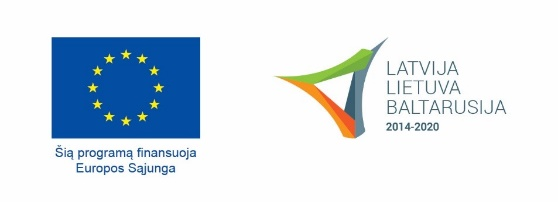 Šią programą finansuoja
Europos Sąjunga
LATVIJA
LIETUVA
BALTARUSIJA
2014-2020